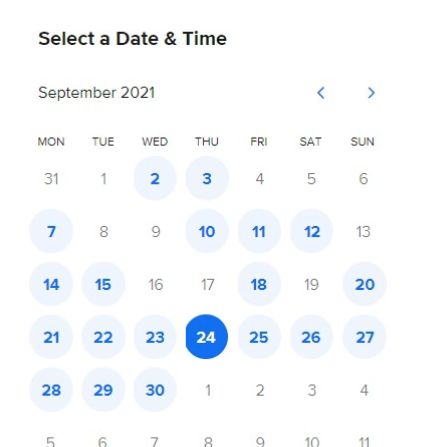 Select a Date & Time
September 2021
MON TUE WED THU FRI SAT SUN
31 1 2 3 4 5 6
7 8 9 10 11 12 13
14 15 16 17 18 19 20
21 22 23 24 25 26 27
28 29 30 1 2 3 4
5 6 7 8 9 10 11